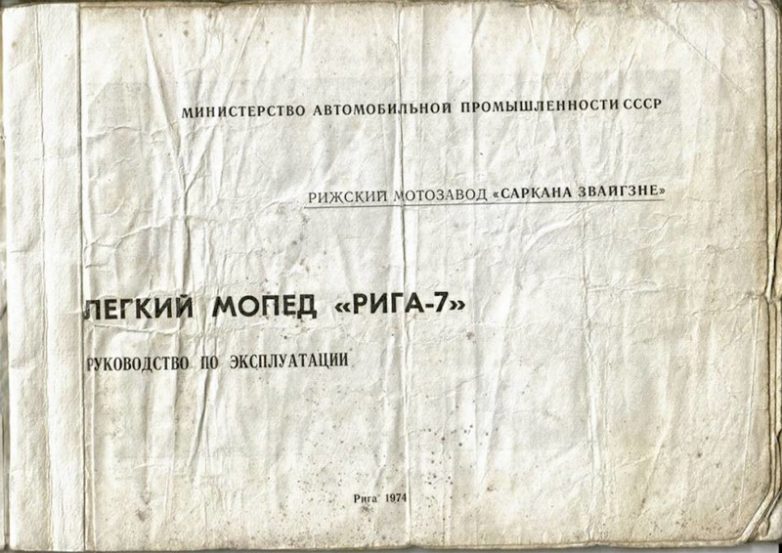 МИНИСТЕРСТВО АВТОМОБИЛЬНОЙ ПРОМЫШЛЕННОСТИ СССР
РИЖСКИЙ МОТОЗАВОД «САРКАНА ЗВАЙГЗНЕ»
ЛЕГКИЙ МОПЕД «РИГА-7»
РУКОВОДСТВО ПО ЭКСПЛУАТАЦИИ
Рига 1974